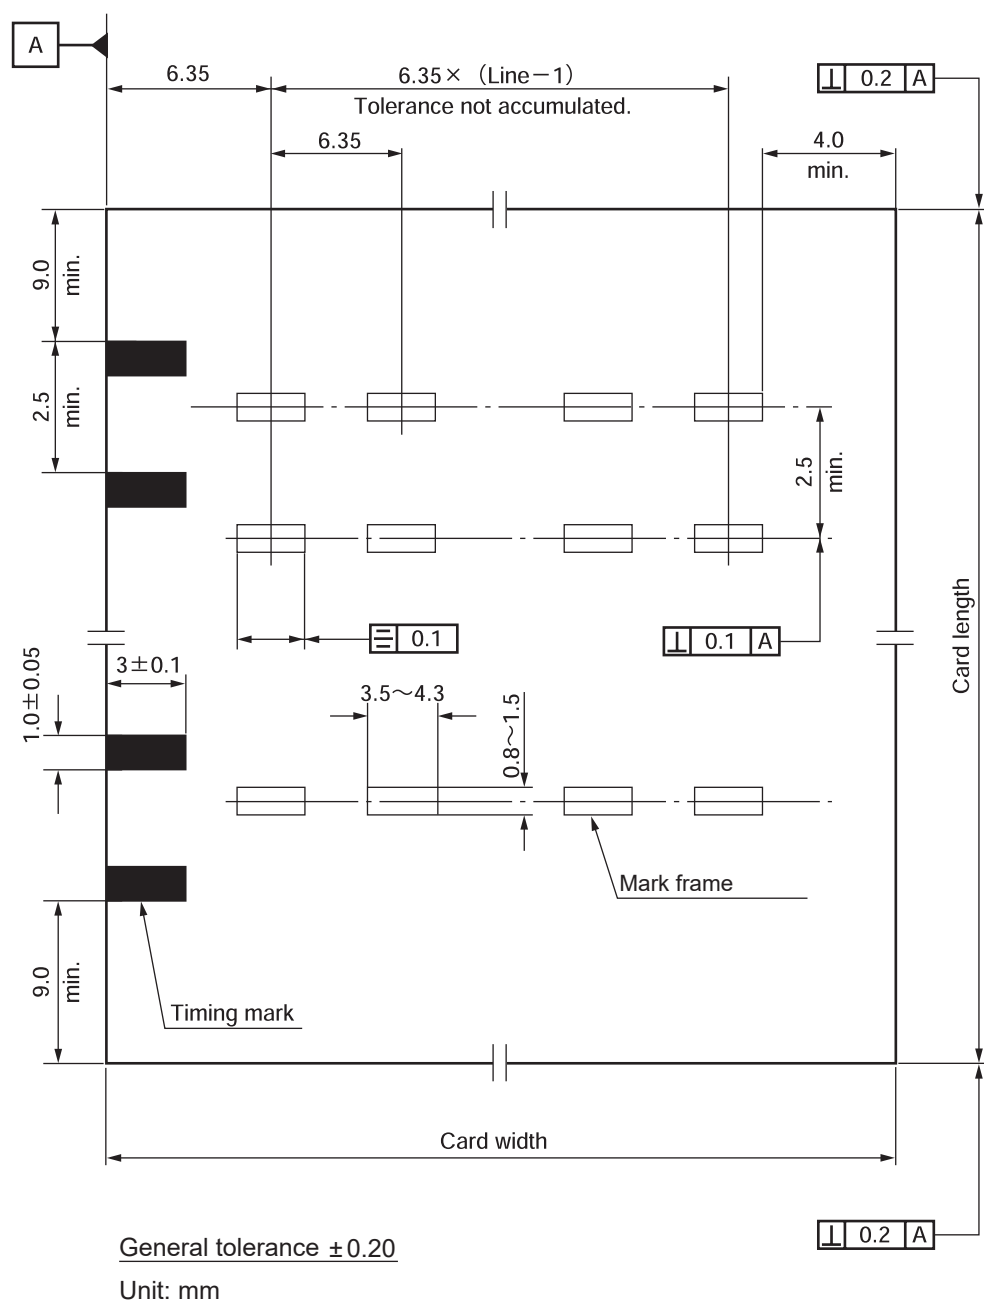 A
6.35
6.35×（Line－1）
Tolerance not accumulated.
⊥ 0.2 A
6.35
4.0
min.
9.0
min.
2.5
min.
2.5
min.
Card length
⌯ 0.1
⊥ 0.1 A
1.0±0.05
3±0.1
3.5～4.3
0.8～1.5
Mark frame
9.0
min.
Timing mark
Card width
⊥ 0.2 A
General tolerance ±0.20
Unit: mm